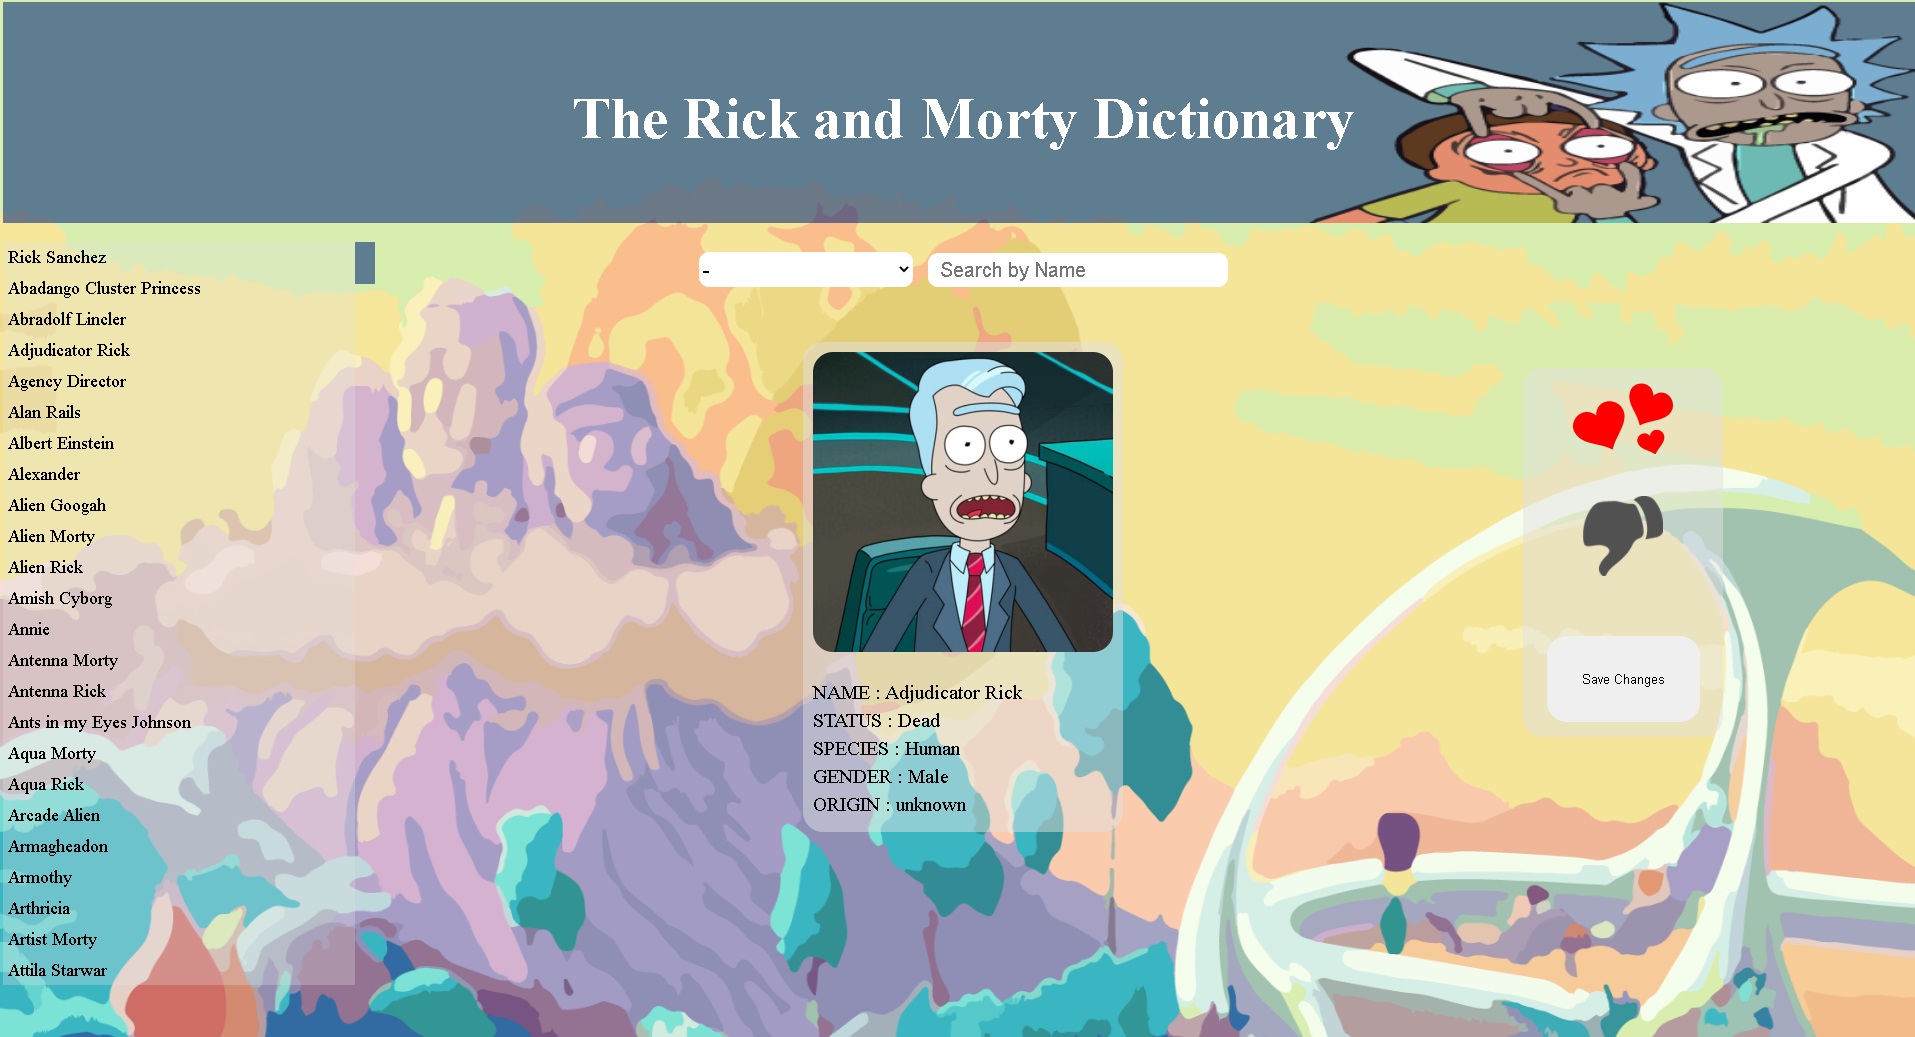 The Rick and Morty Dictionary
Rick Sanchez
Abadango Cluster Princess
Abradolf Lincler
Adjudicator Rick
Agency Director
Alan Rails
Albert Einstein
Alexander
Alien Googah
Alien Morty
Alien Rick
Amish Cyborg
Annie
Antenna Morty
Antenna Rick
Ants in my Eyes Johnson
Aqua Morty
Aqua Rick
Arcade Alien
Armagheadon
Armothy
Arthricia
Artist Morty
Attila Starwar
-
Search by Name
NAME : Adjudicator Rick
STATUS : Dead
SPECIES : Human
GENDER : Male
ORIGIN : unknown
Save Changes